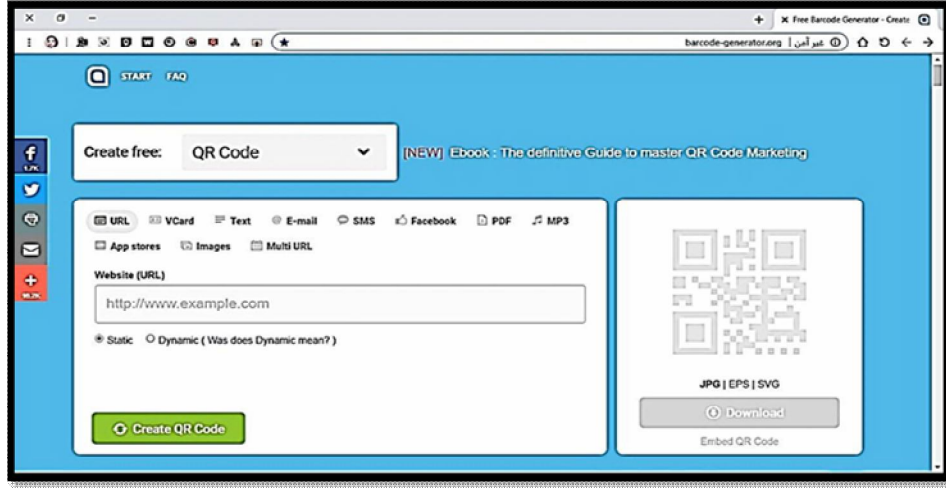 Free Barcode Generator - Create
barcode-generator.org | غير آمن
START FAQ
Create free: QR Code
[NEW] Ebook : The definitive Guide to master QR Code Marketing
URL VCard Text E-mail SMS Facebook PDF MP3
App stores Images Multi URL
Website (URL)
http://www.example.com
Static Dynamic ( Was does Dynamic mean? )
Create QR Code
JPG | EPS | SVG
Download
Embed QR Code